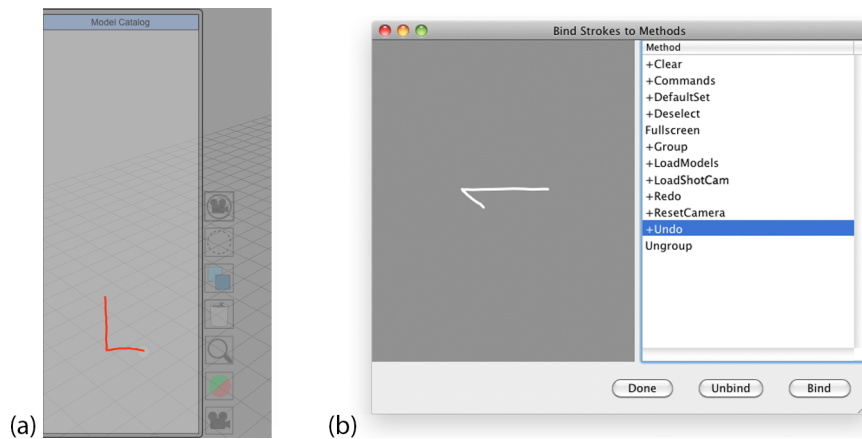 Model Catalog
(a)
Bind Strokes to Methods
Method
+Clear
+Commands
+DefaultSet
+Deselect
Fullscreen
+Group
+LoadModels
+LoadShotCam
+Redo
+ResetCamera
+Undo
Ungroup
Done Unbind Bind
(b)